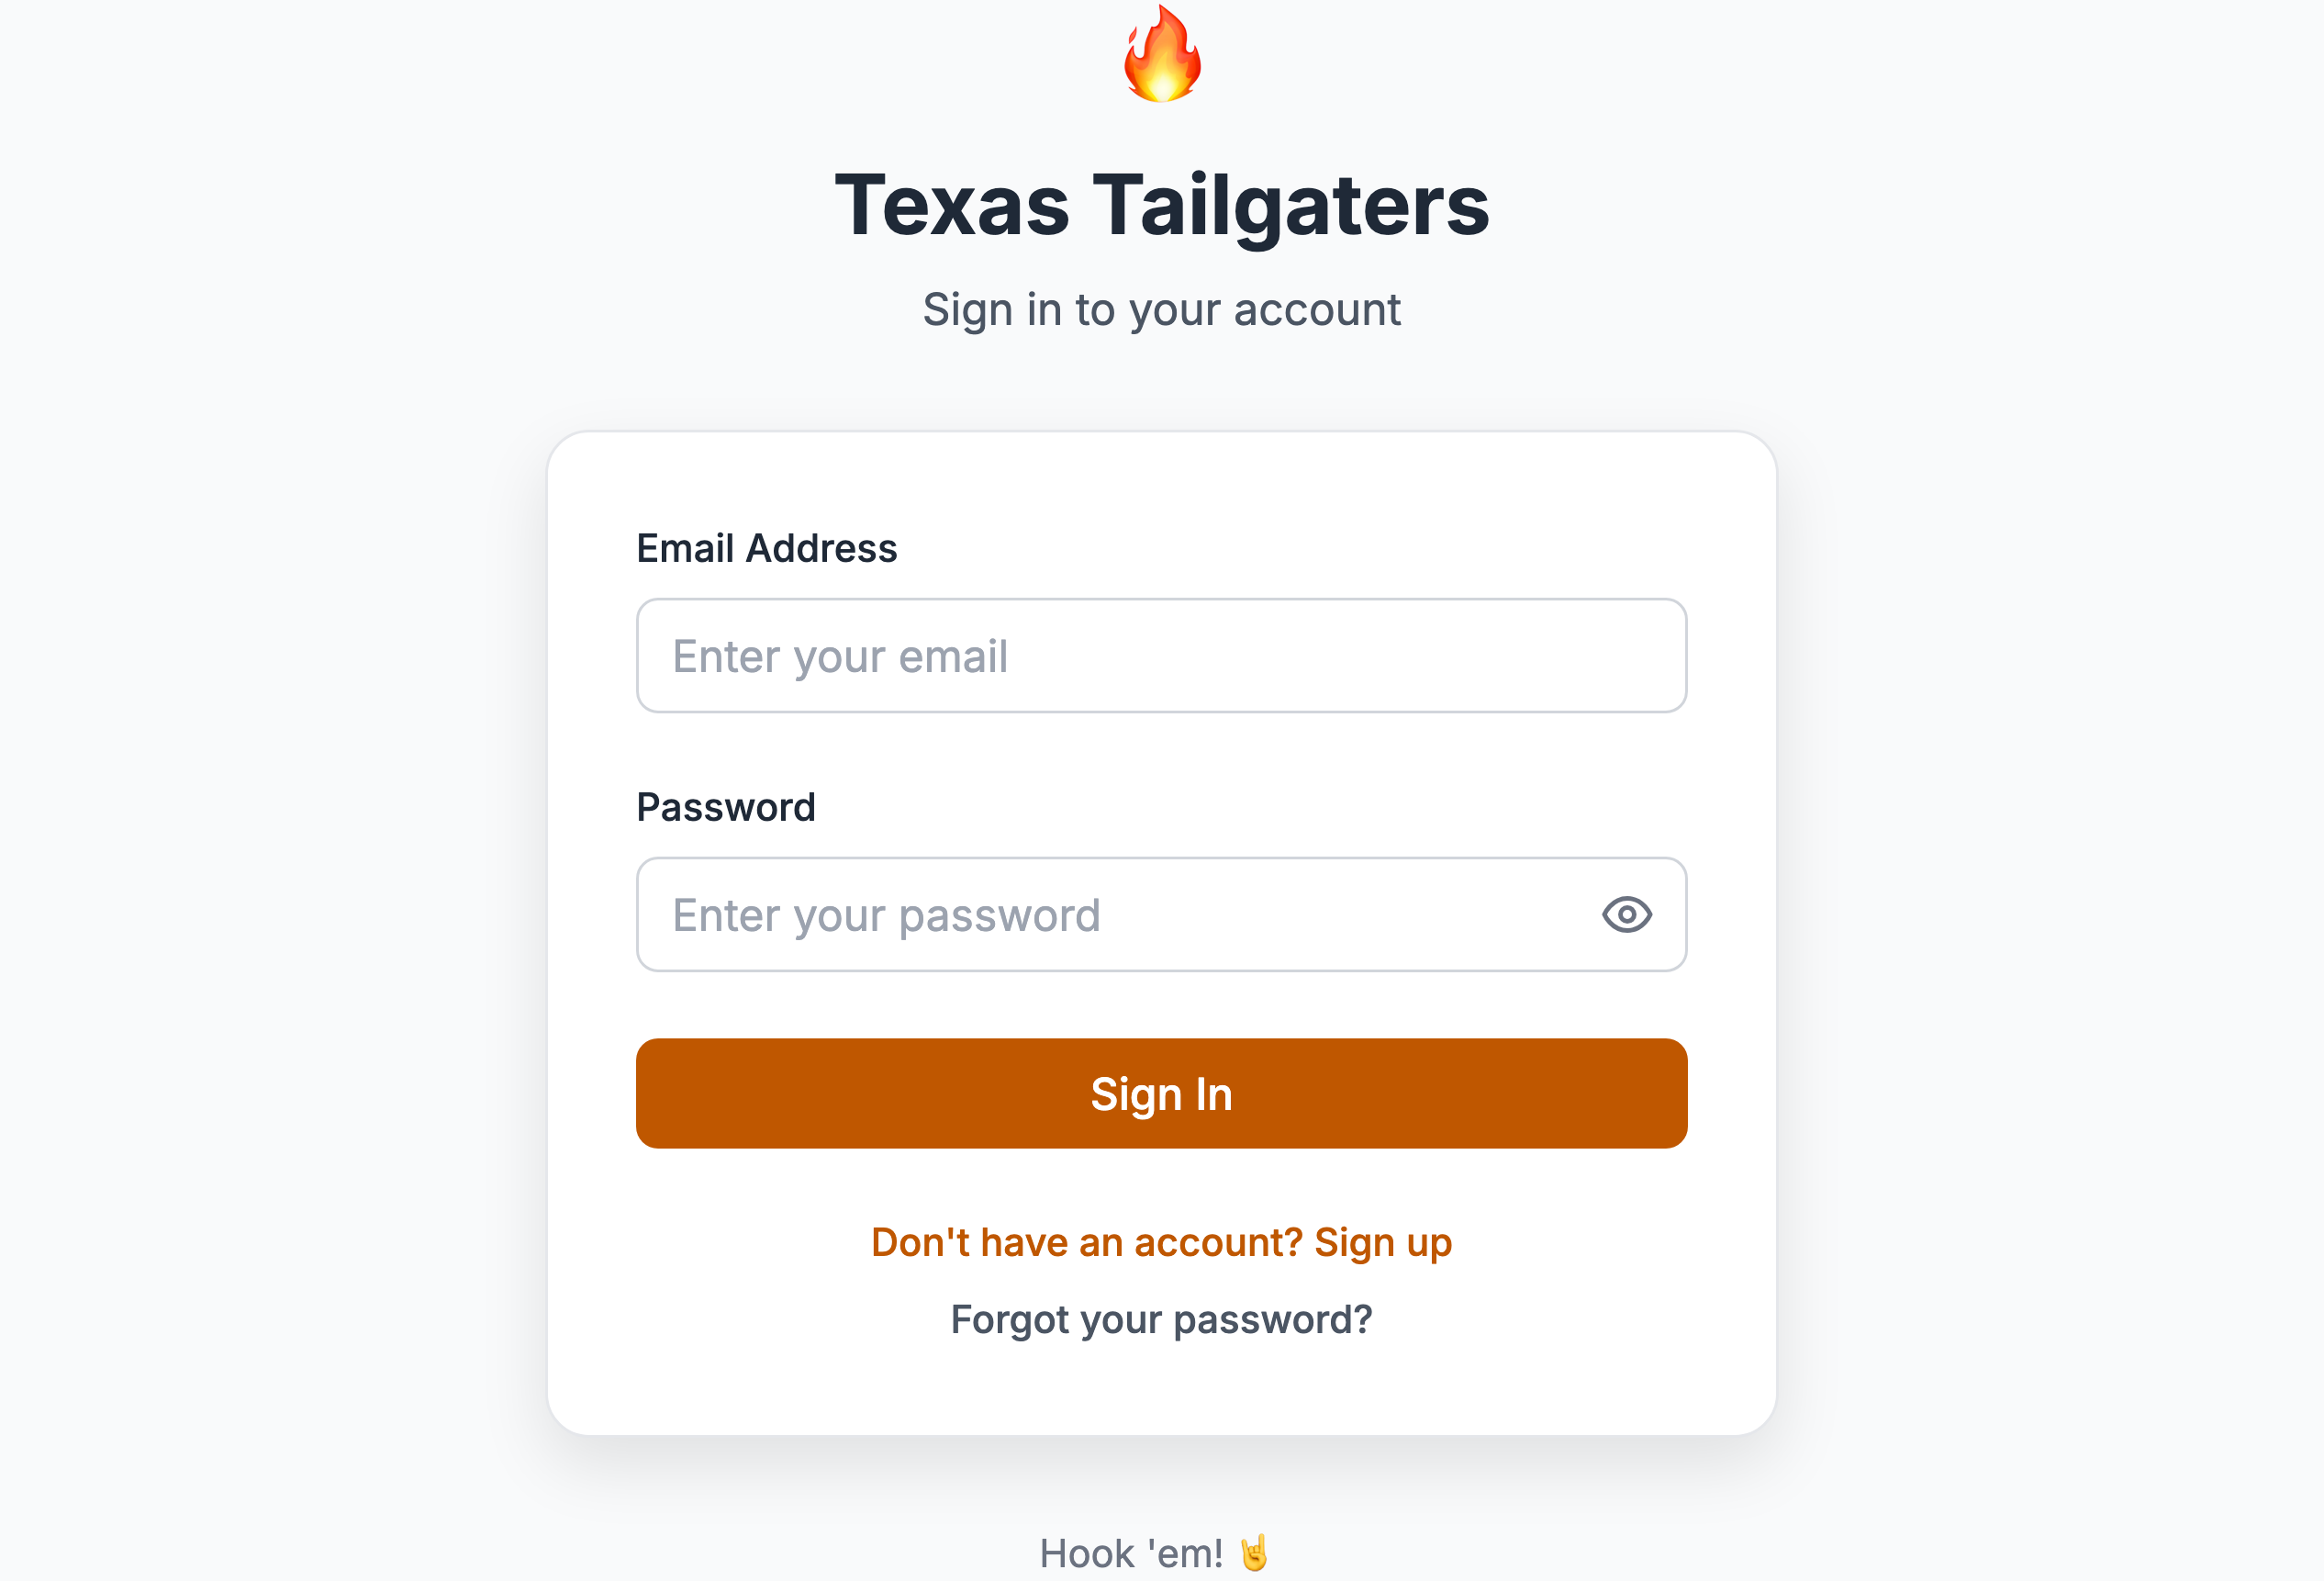 Texas Tailgaters
Sign in to your account
Email Address
Enter your email
Password
Enter your password
Sign In
Don't have an account? Sign up
Forgot your password?
Hook 'em! 🤘